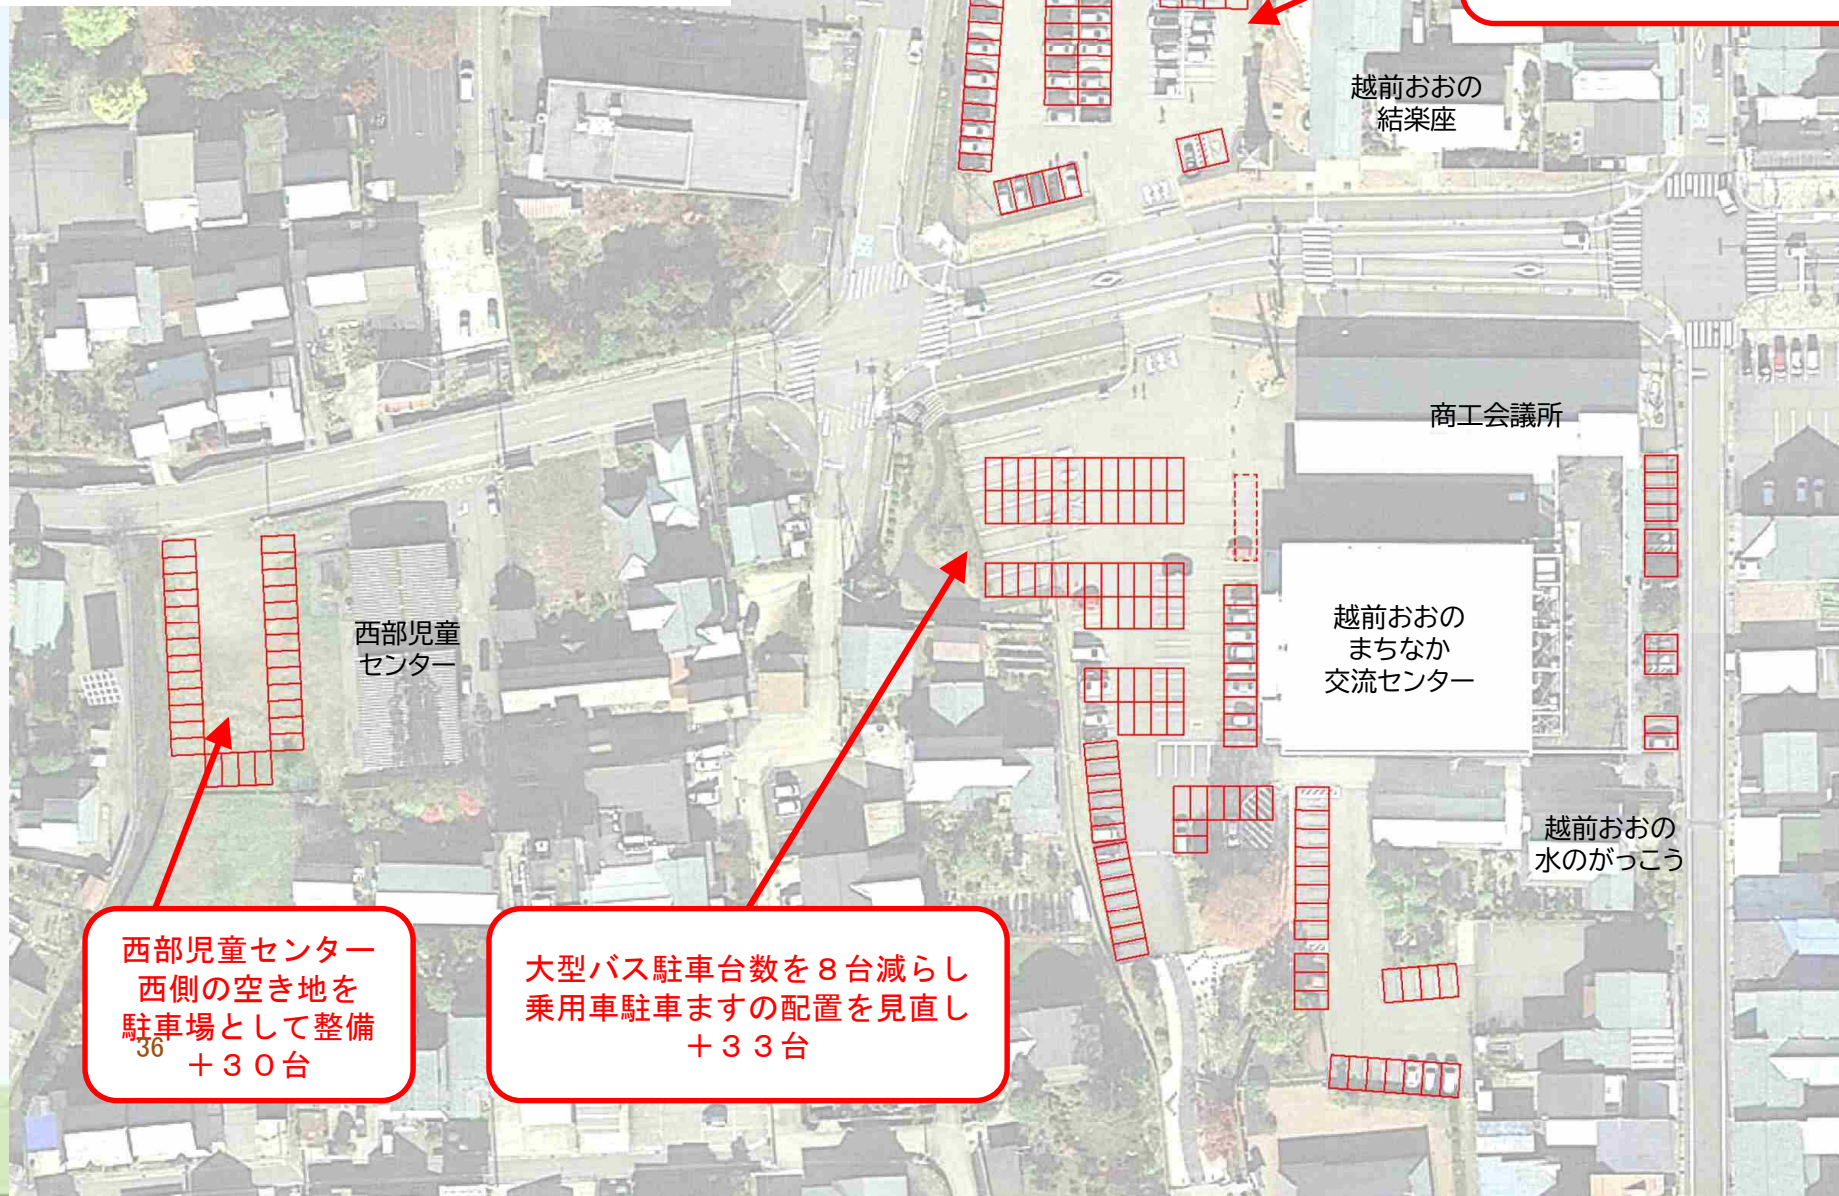 越前おおの
結楽座
商工会議所
西部児童
センター
越前おおの
まちなか
交流センター
越前おおの
水のがっこう
西部児童センター
西側の空き地を
駐車場として整備
＋３０台
36
大型バス駐車台数を８台減らし
乗用車駐車ますの配置を見直し
＋３３台